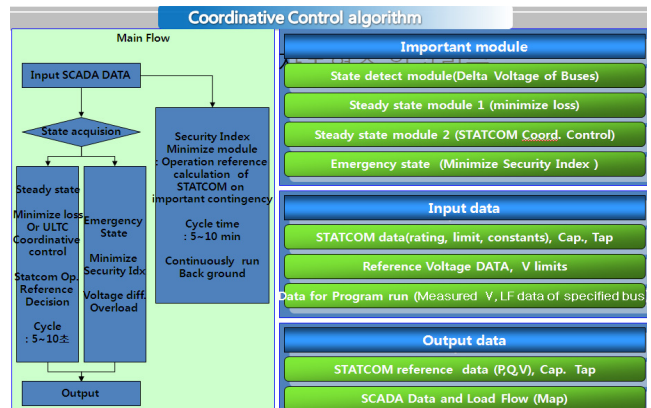 Coordinative Control algorithm
Main Flow
Input SCADA DATA
State acquision
Steady state
Minimize loss
Or ULTC
Coordinative
control
Statcom Op.
Reference
Decision
Cycle
: 5~10초
Emergency
State
Minimize
Security Idx
Voltage diff.
Overload
Output
Security Index
Minimize module
: Operation reference
calculation of
STATCOM on
important contingency
Cycle time
: 5~10 min
Continuously run
Back ground
Important module
State detect module(Delta Voltage of Buses)
Steady state module 1 (minimize loss)
Steady state module 2 (STATCOM Coord. Control)
Emergency state (Minimize Security Index )
Input data
STATCOM data(rating, limit, constants), Cap., Tap
Reference Voltage DATA, V limits
Data for Program run (Measured V, LF data of specified bus)
Output data
STATCOM reference data (P,Q,V), Cap. Tap
SCADA Data and Load Flow (Map)